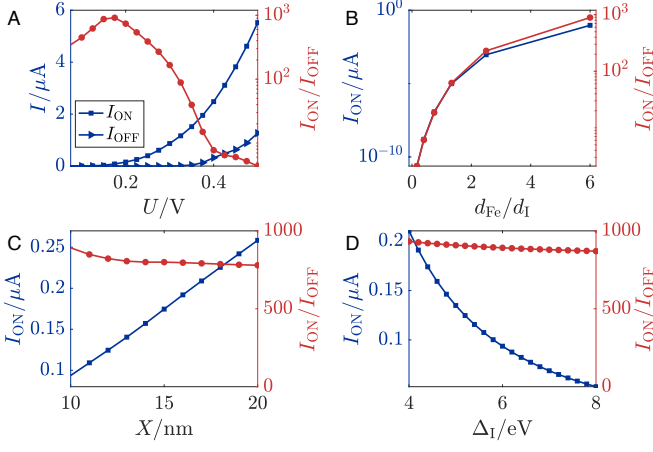 A
6
4
2
0
I/μA
I_ON
I_OFF
0.2
0.4
U/V
10^3
10^2
I_ON/I_OFF
B
10^0
10^-10
I_ON/μA
0
2
4
6
d_Fe/d_I
10^3
10^2
I_ON/I_OFF
C
0.25
0.2
0.15
0.1
I_ON/μA
10
15
20
X/nm
1000
500
0
I_ON/I_OFF
D
0.2
0.15
0.1
I_ON/μA
4
6
8
Δ_I/eV
1000
500
0
I_ON/I_OFF